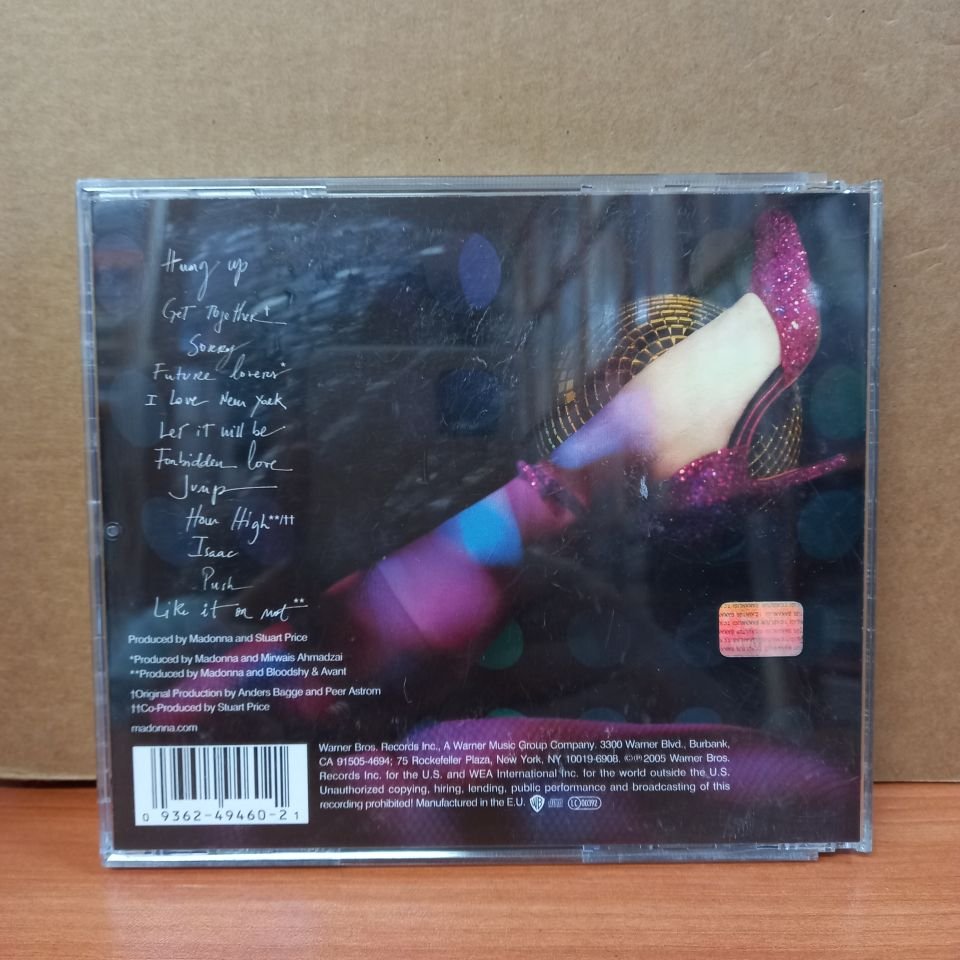 Hung up
Get Together†
Sorry
Future lovers*
I Love New York
Let it will be
Forbidden love
Jump
How High**/††
Isaac
Push
Like it or not**
Produced by Madonna and Stuart Price
*Produced by Madonna and Mirwais Ahmadzai
**Produced by Madonna and Bloodshy & Avant
†Original Production by Anders Bagge and Peer Astrom
††Co-Produced by Stuart Price
madonna.com
Warner Bros. Records Inc., A Warner Music Group Company. 3300 Warner Blvd., Burbank,
CA 91505-4694; 75 Rockefeller Plaza, New York, NY 10019-6908. ©℗2005 Warner Bros.
Records Inc. for the U.S. and WEA International Inc. for the world outside the U.S.
Unauthorized copying, hiring, lending, public performance and broadcasting of this
recording prohibited! Manufactured in the E.U. WB LC 00392
0 9362-49460-2 1